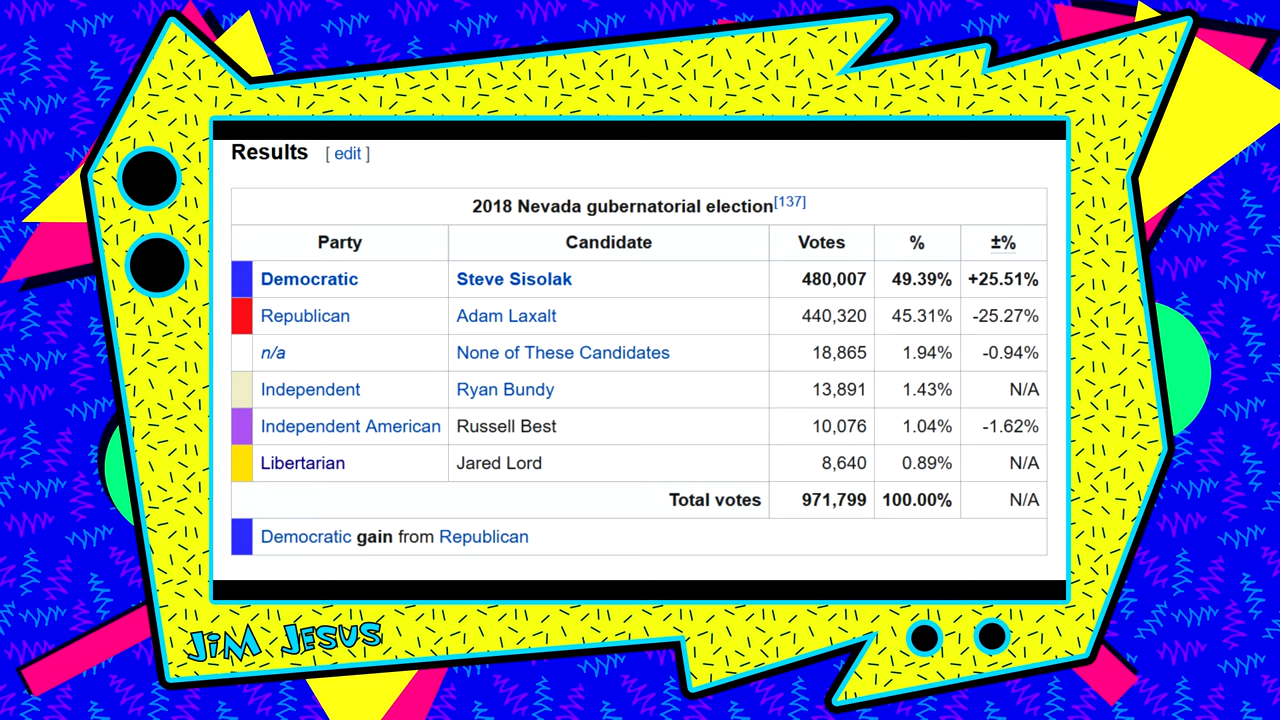 Results [ edit ]
2018 Nevada gubernatorial election[137]
Party Candidate Votes % ±%
Democratic Steve Sisolak 480,007 49.39% +25.51%
Republican Adam Laxalt 440,320 45.31% -25.27%
n/a None of These Candidates 18,865 1.94% -0.94%
Independent Ryan Bundy 13,891 1.43% N/A
Independent American Russell Best 10,076 1.04% -1.62%
Libertarian Jared Lord 8,640 0.89% N/A
Total votes 971,799 100.00% N/A
Democratic gain from Republican
JiM JESUS